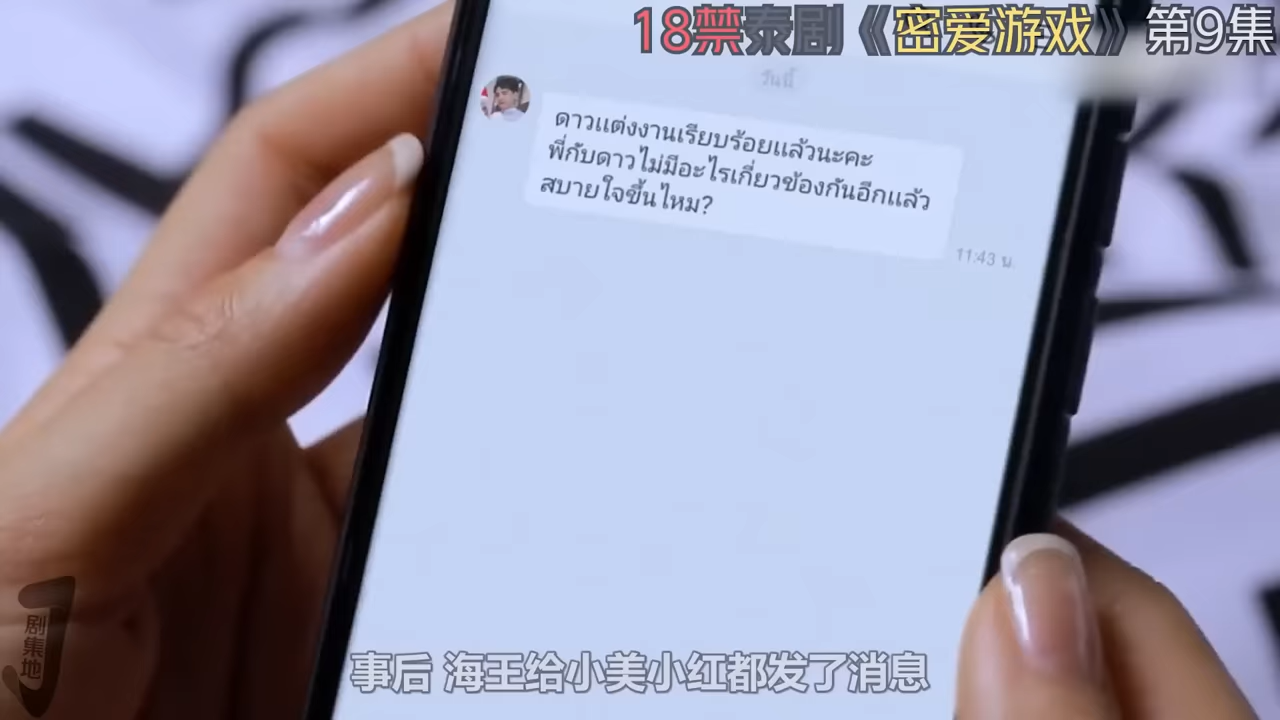 18禁泰剧《密爱游戏》第9集
วันนี้
ดาวแต่งงานเรียบร้อยแล้วนะคะ
พี่กับดาวไม่มีอะไรเกี่ยวข้องกันอีกแล้ว
สบายใจขึ้นไหม?
11:43 น.
剧集地
事后 海王给小美小红都发了消息